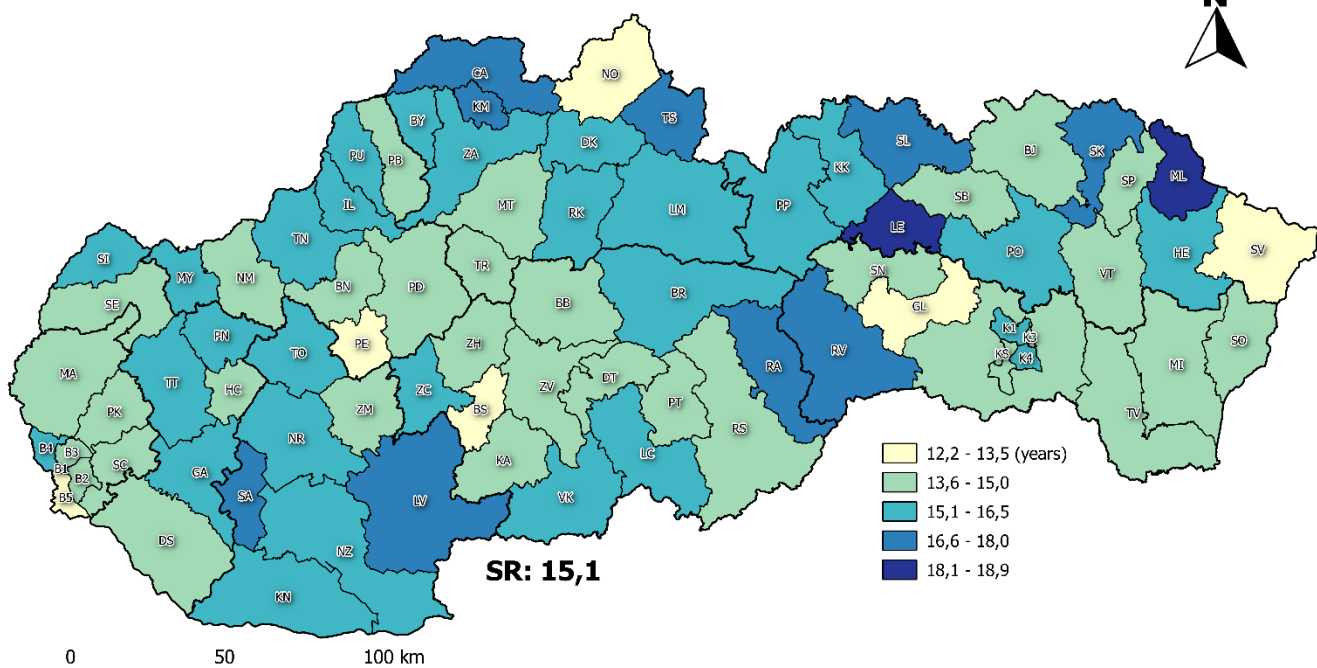 N
CA
NO
KM
TS
BY
PU
PB
ZA
DK
SL
BJ
SK
KK
SP
ML
IL
MT
RK
LM
PP
SB
LE
TN
SI
MY
NM
TR
PO
HE
SV
SN
VT
SE
BN
PD
BB
BR
GL
PN
TO
PE
ZH
K1
K3
KS
K4
SO
MA
TT
HC
ZC
ZV
DT
RA
RV
MI
PK
ZM
BS
PT
RS
TV
B4
B3
SC
NR
KA
LC
B1
B2
B5
GA
SA
LV
VK
DS
NZ
KN
12,2 - 13,5 (years)
13,6 - 15,0
15,1 - 16,5
16,6 - 18,0
18,1 - 18,9
SR: 15,1
0 50 100 km